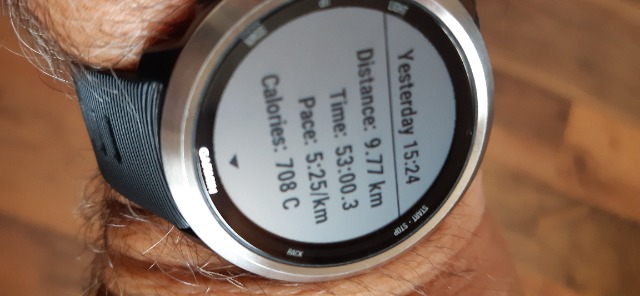 LIGHT
Yesterday 15:24
Distance: 9.77 km
Time: 53:00.3
Pace: 5:25/km
Calories: 708 C
START · STOP
BACK
GARMIN